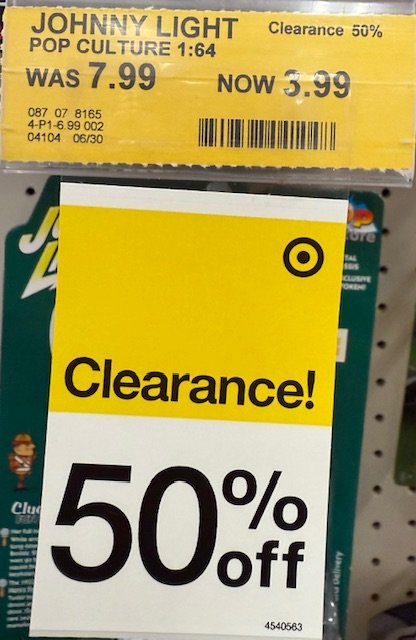 JOHNNY LIGHT
Clearance 50%
POP CULTURE 1:64
WAS 7.99
NOW 3.99
087 07 8165
4-P1-6.99 002
04104 06/30
Clearance!
50% off
4540563